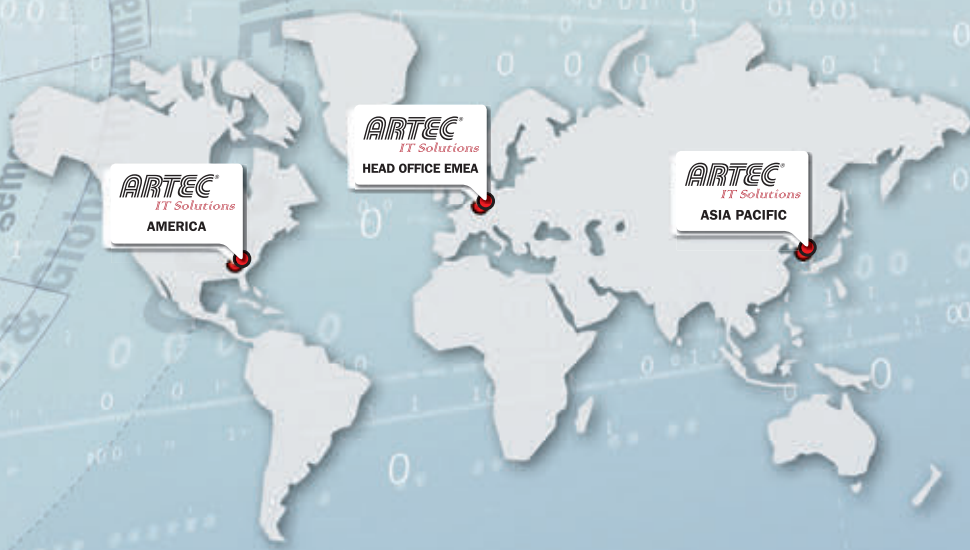 ARTEC®
IT Solutions
HEAD OFFICE EMEA
ARTEC®
IT Solutions
ASIA PACIFIC
ARTEC®
IT Solutions
AMERICA